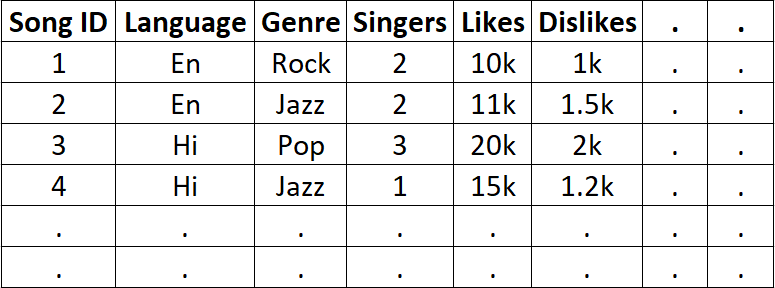 Song ID Language Genre Singers Likes Dislikes . .
1 En Rock 2 10k 1k . .
2 En Jazz 2 11k 1.5k . .
3 Hi Pop 3 20k 2k . .
4 Hi Jazz 1 15k 1.2k . .
. . . . . . . .
. . . . . . . .